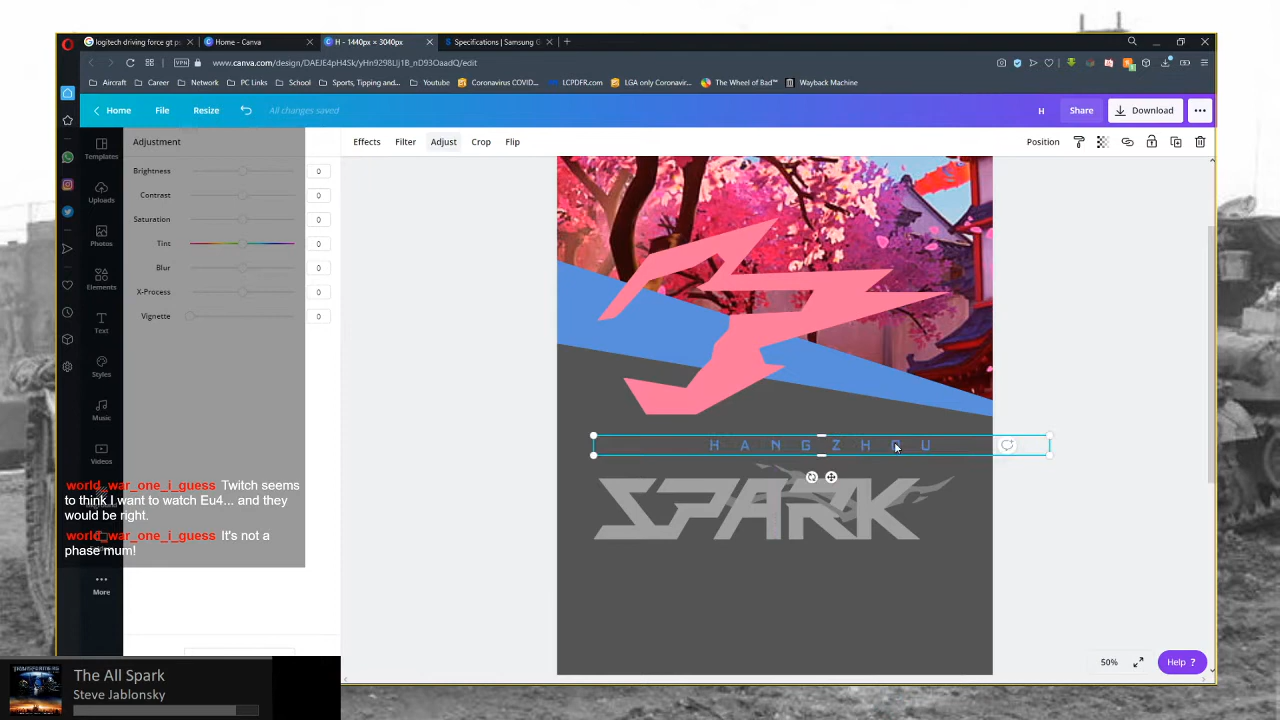 logitech driving force gt ps
Home - Canva
H - 1440px × 3040px
Specifications | Samsung G
VPN
www.canva.com/design/DAEJE4pH4Sk/yHn9298Uj1B_nD93OaadQ/edit
Aircraft
Career
Network
PC Links
School
Sports, Tipping and...
Youtube
Coronavirus COVID...
LCPDFR.com
LGA only Coronavir...
The Wheel of Bad™
Wayback Machine
Home
File
Resize
All changes saved
H
Share
Download
Adjustment
Effects
Filter
Adjust
Crop
Flip
Position
Templates
Uploads
Photos
Elements
Text
Styles
Music
Videos
More
Brightness 0
Contrast 0
Saturation 0
Tint 0
Blur 0
X-Process 0
Vignette 0
HANGZHOU
SPARK
world_war_one_i_guess Twitch seems
to think I want to watch Eu4... and they
would be right.
world_war_one_i_guess It's not a
phase mum!
The All Spark
Steve Jablonsky
50%
Help ?